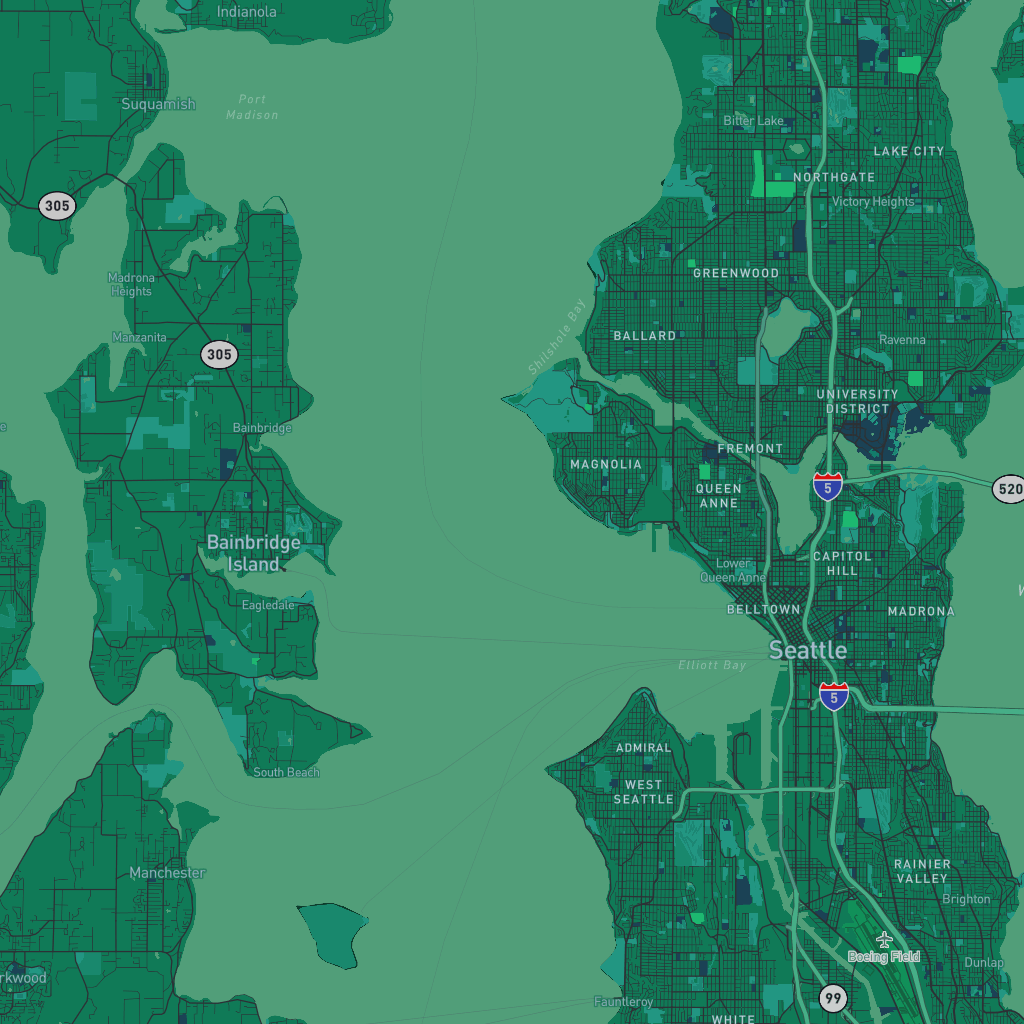 Indianola
Suquamish
Port
Madison
Bitter Lake
LAKE CITY
NORTHGATE
Victory Heights
305
Madrona
Heights
GREENWOOD
Manzanita
305
Shilshole Bay
BALLARD
Ravenna
UNIVERSITY
DISTRICT
Bainbridge
FREMONT
MAGNOLIA
QUEEN
ANNE
5
520
Bainbridge
Island
CAPITOL
HILL
Lower
Queen Anne
Eagledale
BELLTOWN
MADRONA
Seattle
Elliott Bay
5
ADMIRAL
South Beach
WEST
SEATTLE
Manchester
RAINIER
VALLEY
Brighton
Boeing Field
Dunlap
rkwood
99
Fauntleroy
WHITE